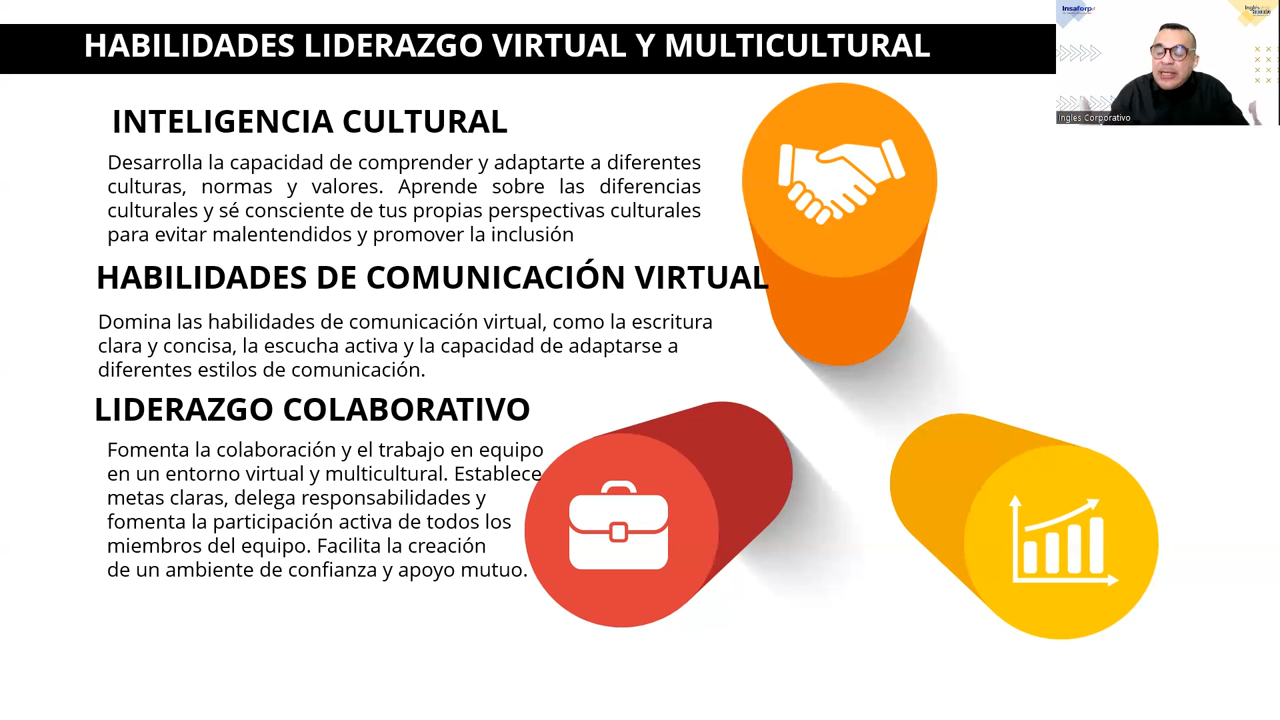 HABILIDADES LIDERAZGO VIRTUAL Y MULTICULTURAL
Insaforp
Ingles Corporativo
INTELIGENCIA CULTURAL
Desarrolla la capacidad de comprender y adaptarte a diferentes
culturas, normas y valores. Aprende sobre las diferencias
culturales y sé consciente de tus propias perspectivas culturales
para evitar malentendidos y promover la inclusión
HABILIDADES DE COMUNICACIÓN VIRTUAL
Domina las habilidades de comunicación virtual, como la escritura
clara y concisa, la escucha activa y la capacidad de adaptarse a
diferentes estilos de comunicación.
LIDERAZGO COLABORATIVO
Fomenta la colaboración y el trabajo en equipo
en un entorno virtual y multicultural. Establece
metas claras, delega responsabilidades y
fomenta la participación activa de todos los
miembros del equipo. Facilita la creación
de un ambiente de confianza y apoyo mutuo.